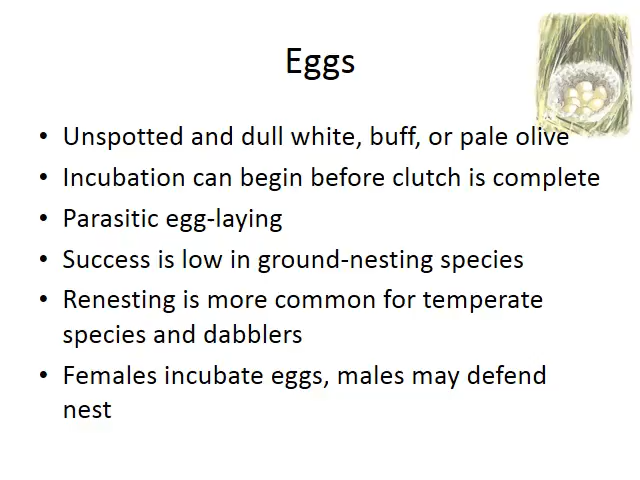 Eggs
• Unspotted and dull white, buff, or pale olive
• Incubation can begin before clutch is complete
• Parasitic egg-laying
• Success is low in ground-nesting species
• Renesting is more common for temperate
species and dabblers
• Females incubate eggs, males may defend
nest